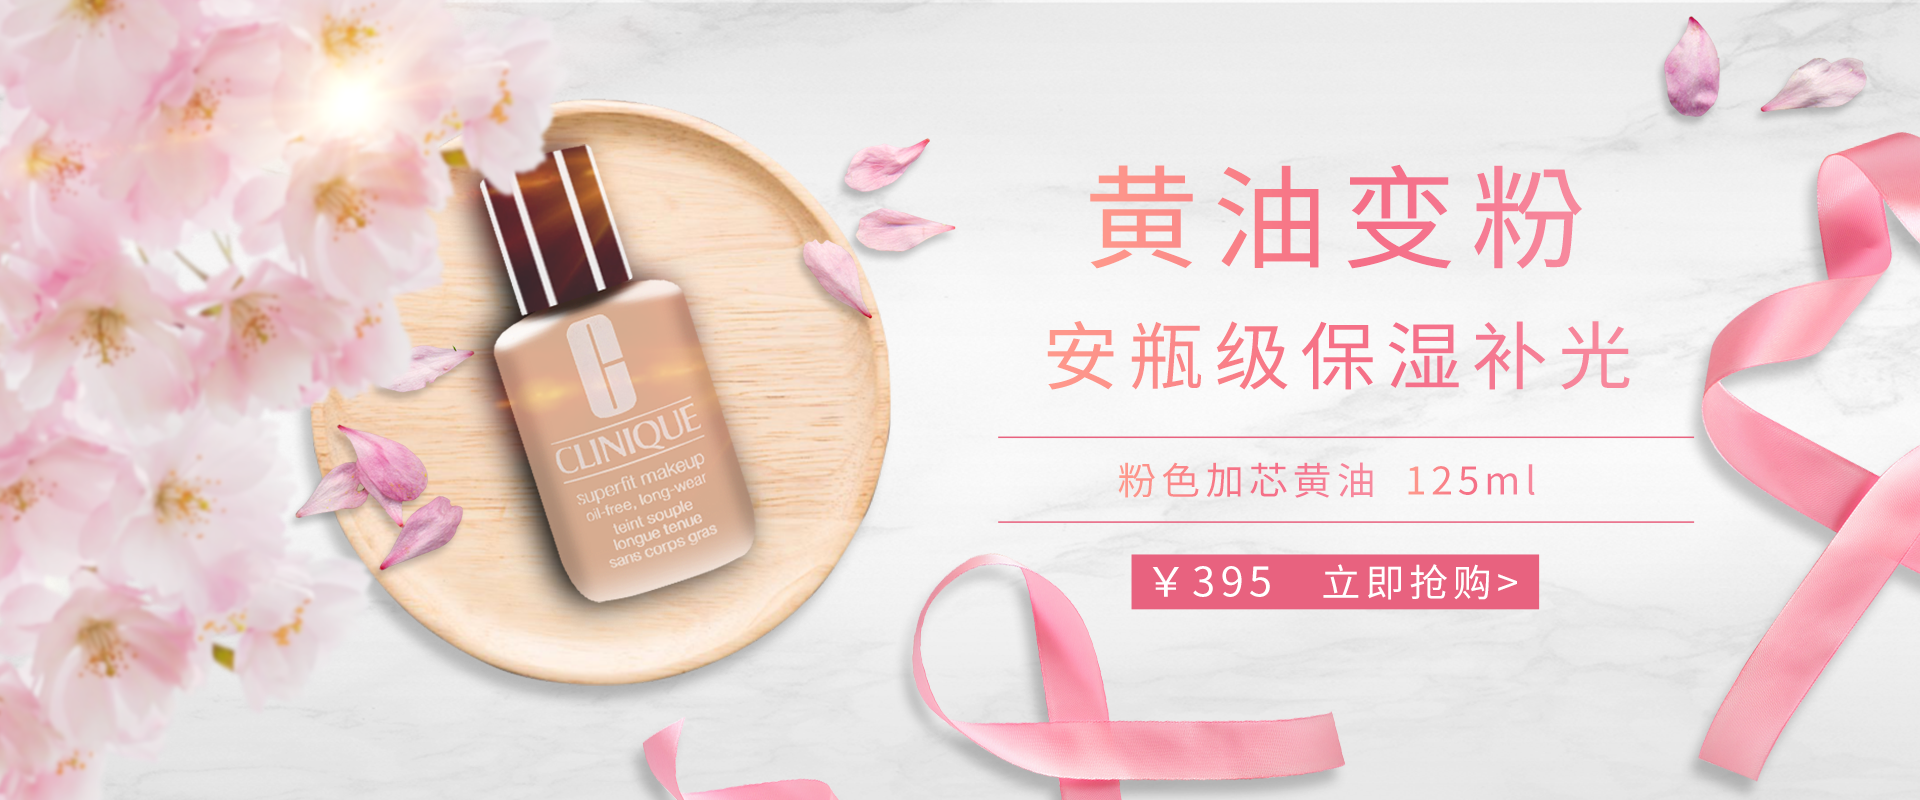 CLINIQUE
superfit makeup
oil-free, long-wear
teint souple
longue tenue
sans corps gras
黄油变粉
安瓶级保湿补光
粉色加芯黄油 125ml
￥395 立即抢购>